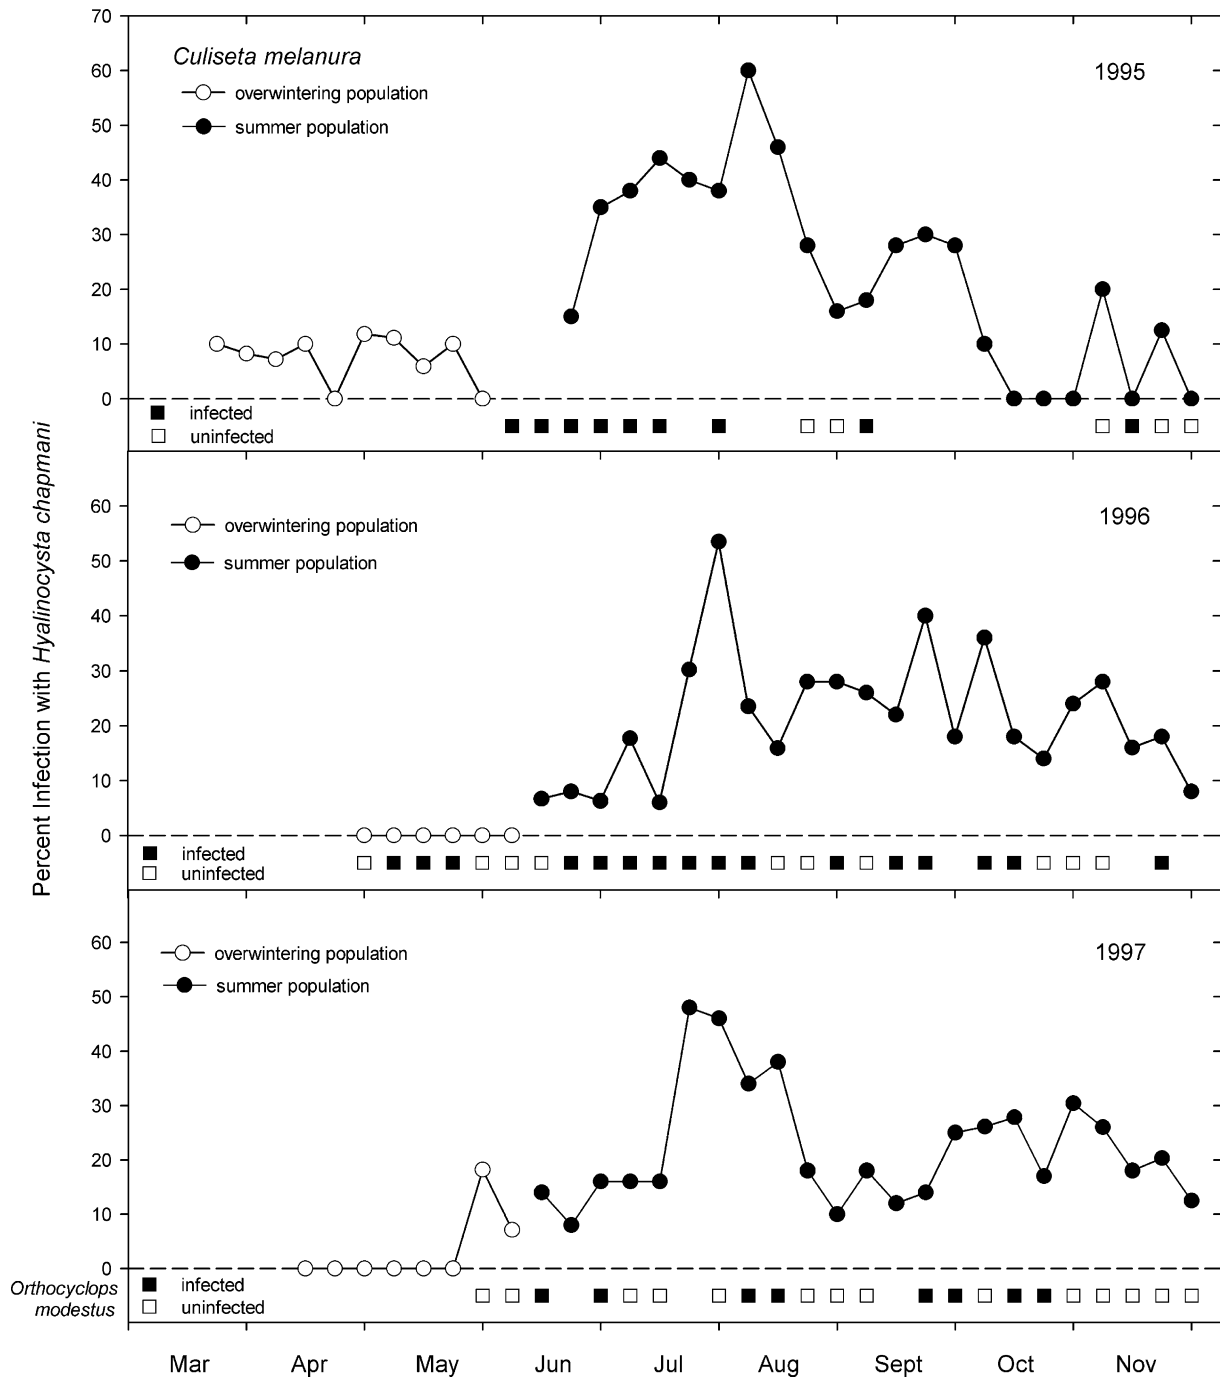 Percent Infection with Hyalinocysta chapmani
70
60
50
40
30
20
10
0
Culiseta melanura
overwintering population
summer population
1995
infected
uninfected
60
50
40
30
20
10
0
overwintering population
summer population
1996
infected
uninfected
60
50
40
30
20
10
0
overwintering population
summer population
1997
Orthocyclops
modestus
infected
uninfected
Mar Apr May Jun Jul Aug Sept Oct Nov